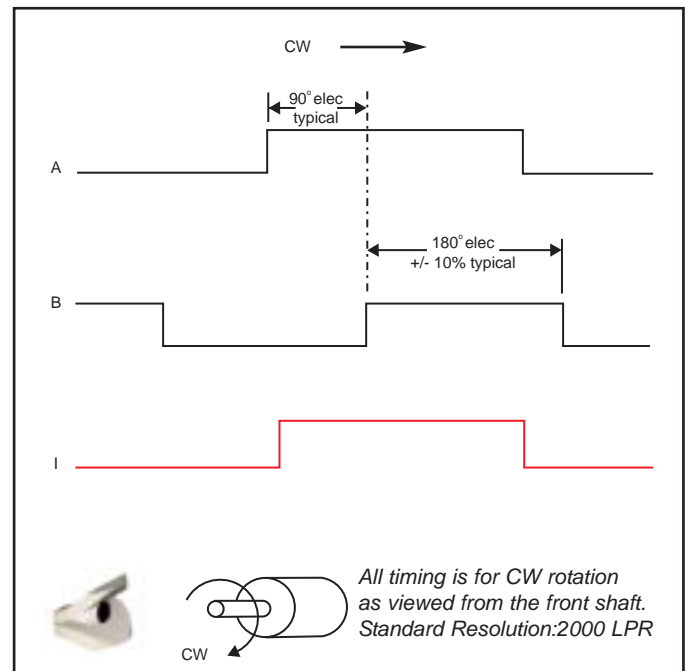 CW
90° elec
typical
A
180° elec
+/- 10% typical
B
I
All timing is for CW rotation
as viewed from the front shaft.
Standard Resolution:2000 LPR
CW